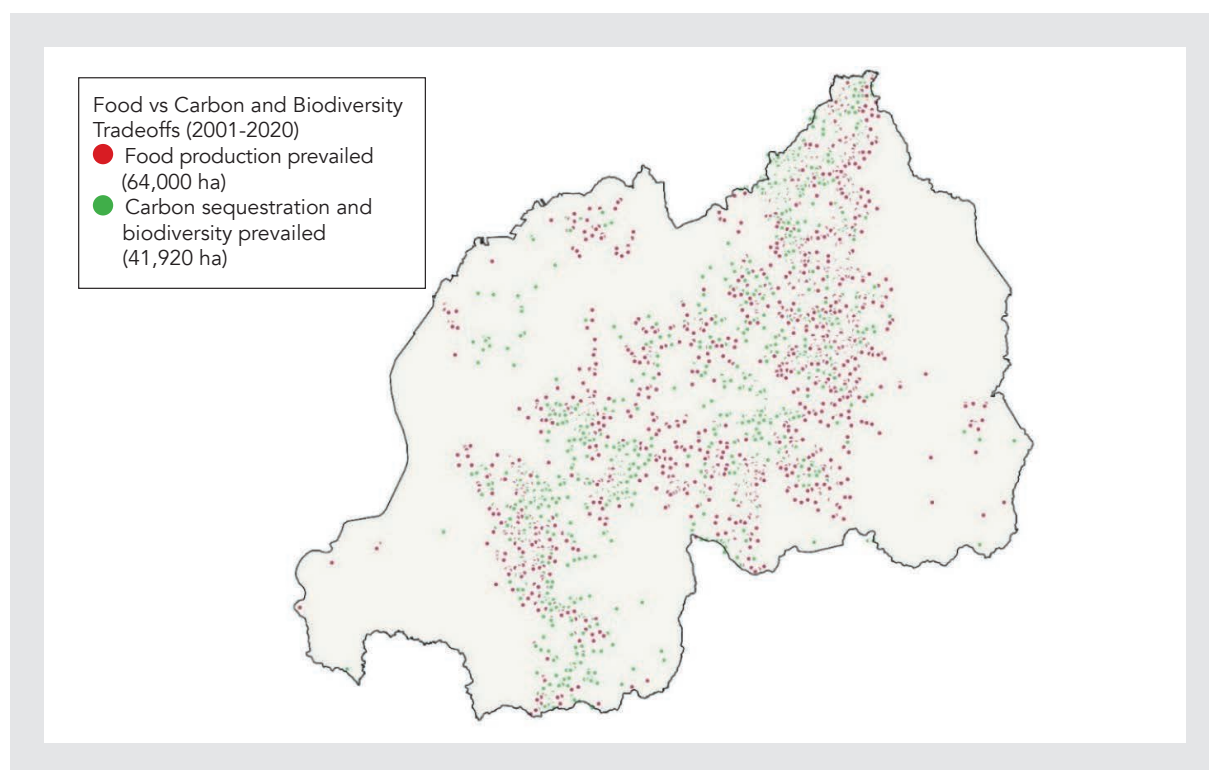 Food vs Carbon and Biodiversity
Tradeoffs (2001-2020)
Food production prevailed
(64,000 ha)
Carbon sequestration and
biodiversity prevailed
(41,920 ha)